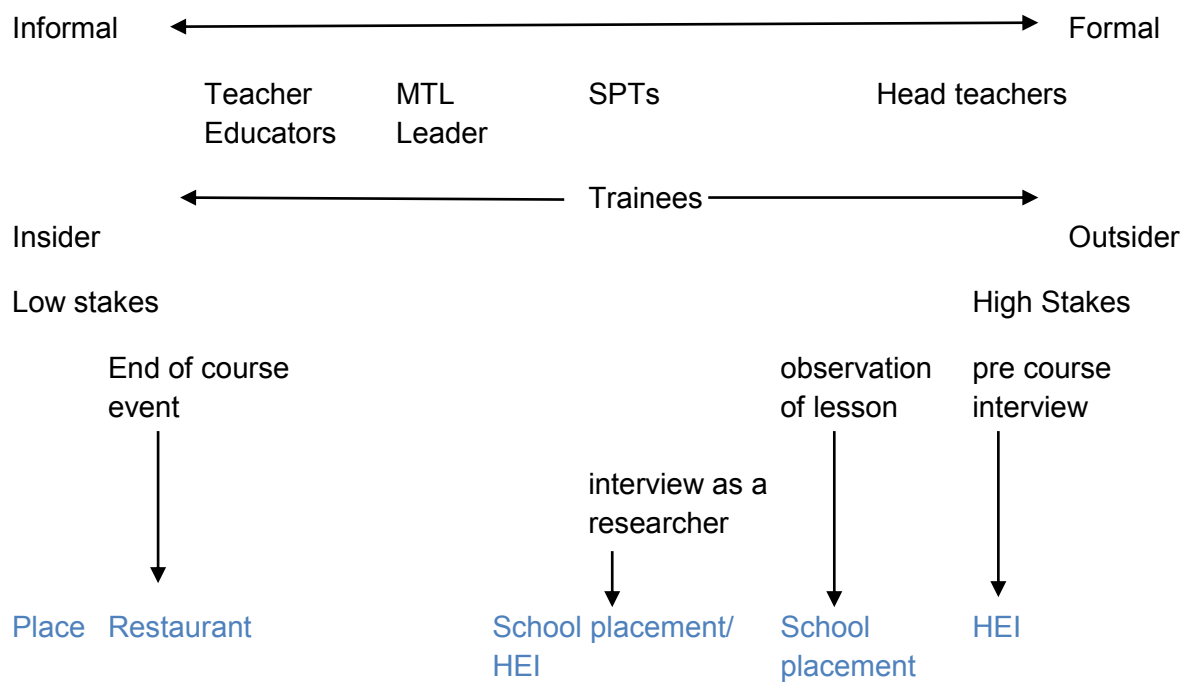 Informal Formal
Teacher MTL SPTs Head teachers
Educators Leader
Trainees
Insider Outsider
Low stakes High Stakes
End of course observation pre course
event of lesson interview
interview as a
researcher
Place Restaurant School placement/ School HEI
HEI placement